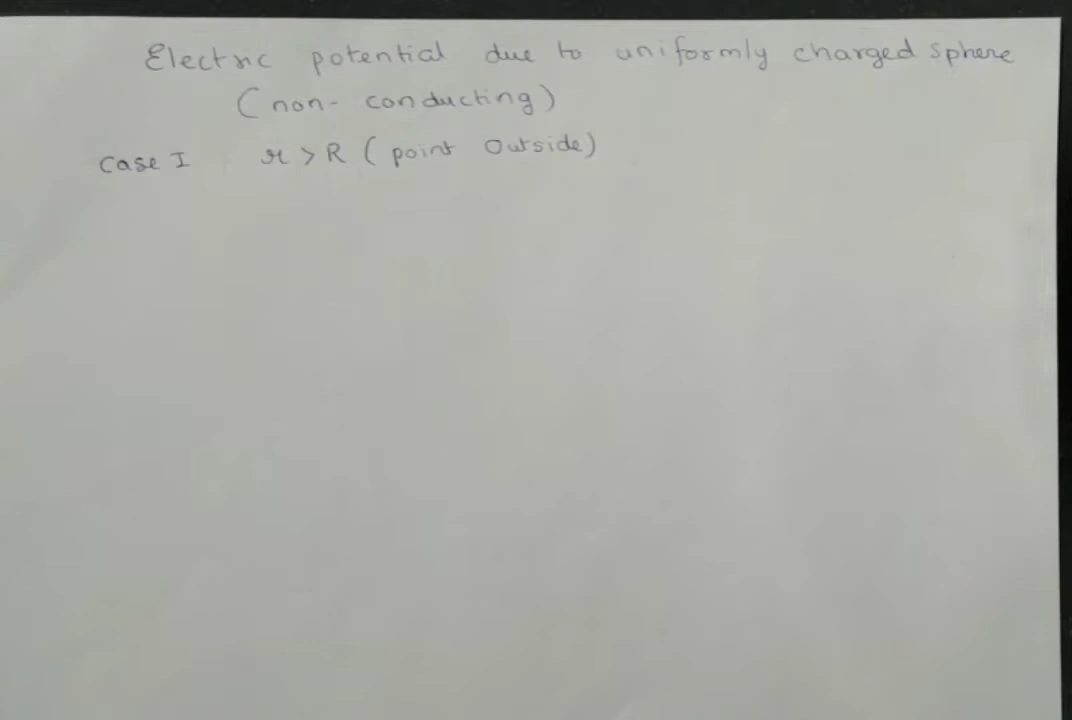 Electric potential due to uniformly charged sphere
(non-conducting)
Case I r > R (point Outside)